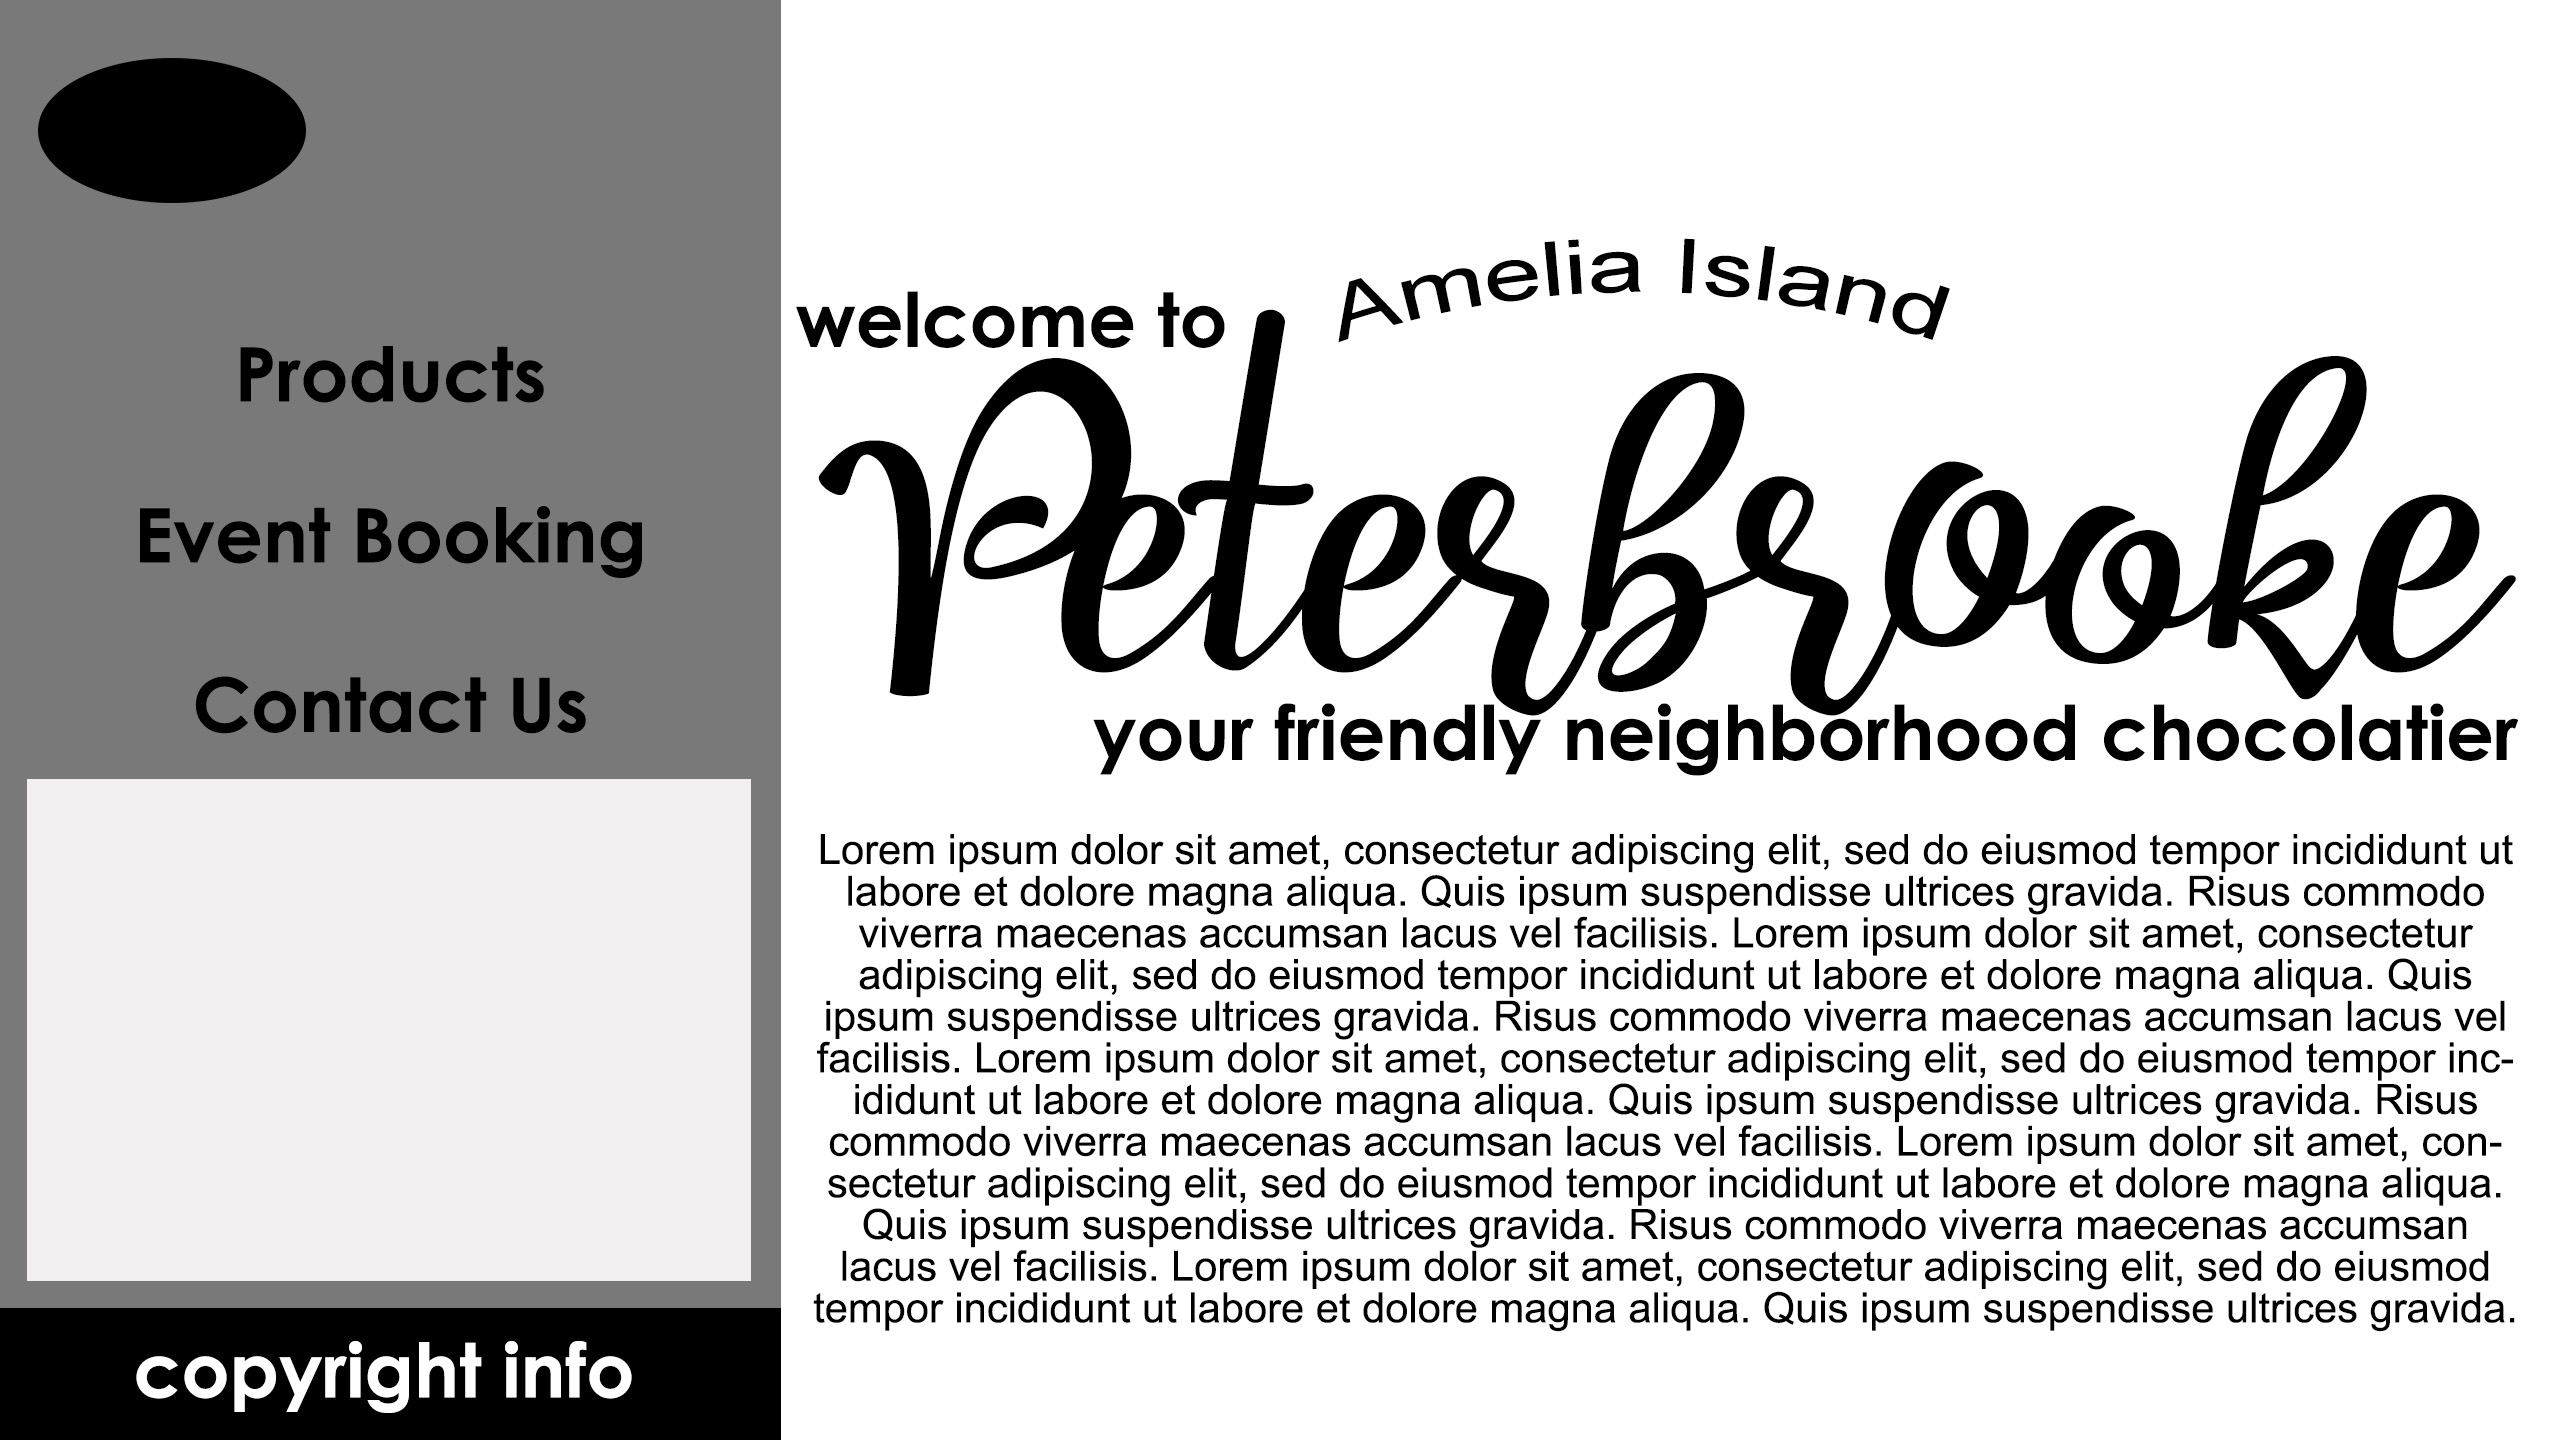 Products
Event Booking
Contact Us
copyright info
welcome to
Amelia Island
Peterbrooke
your friendly neighborhood chocolatier
Lorem ipsum dolor sit amet, consectetur adipiscing elit, sed do eiusmod tempor incididunt ut
labore et dolore magna aliqua. Quis ipsum suspendisse ultrices gravida. Risus commodo
viverra maecenas accumsan lacus vel facilisis. Lorem ipsum dolor sit amet, consectetur
adipiscing elit, sed do eiusmod tempor incididunt ut labore et dolore magna aliqua. Quis
ipsum suspendisse ultrices gravida. Risus commodo viverra maecenas accumsan lacus vel
facilisis. Lorem ipsum dolor sit amet, consectetur adipiscing elit, sed do eiusmod tempor inc-
ididunt ut labore et dolore magna aliqua. Quis ipsum suspendisse ultrices gravida. Risus
commodo viverra maecenas accumsan lacus vel facilisis. Lorem ipsum dolor sit amet, con-
sectetur adipiscing elit, sed do eiusmod tempor incididunt ut labore et dolore magna aliqua.
Quis ipsum suspendisse ultrices gravida. Risus commodo viverra maecenas accumsan
lacus vel facilisis. Lorem ipsum dolor sit amet, consectetur adipiscing elit, sed do eiusmod
tempor incididunt ut labore et dolore magna aliqua. Quis ipsum suspendisse ultrices gravida.